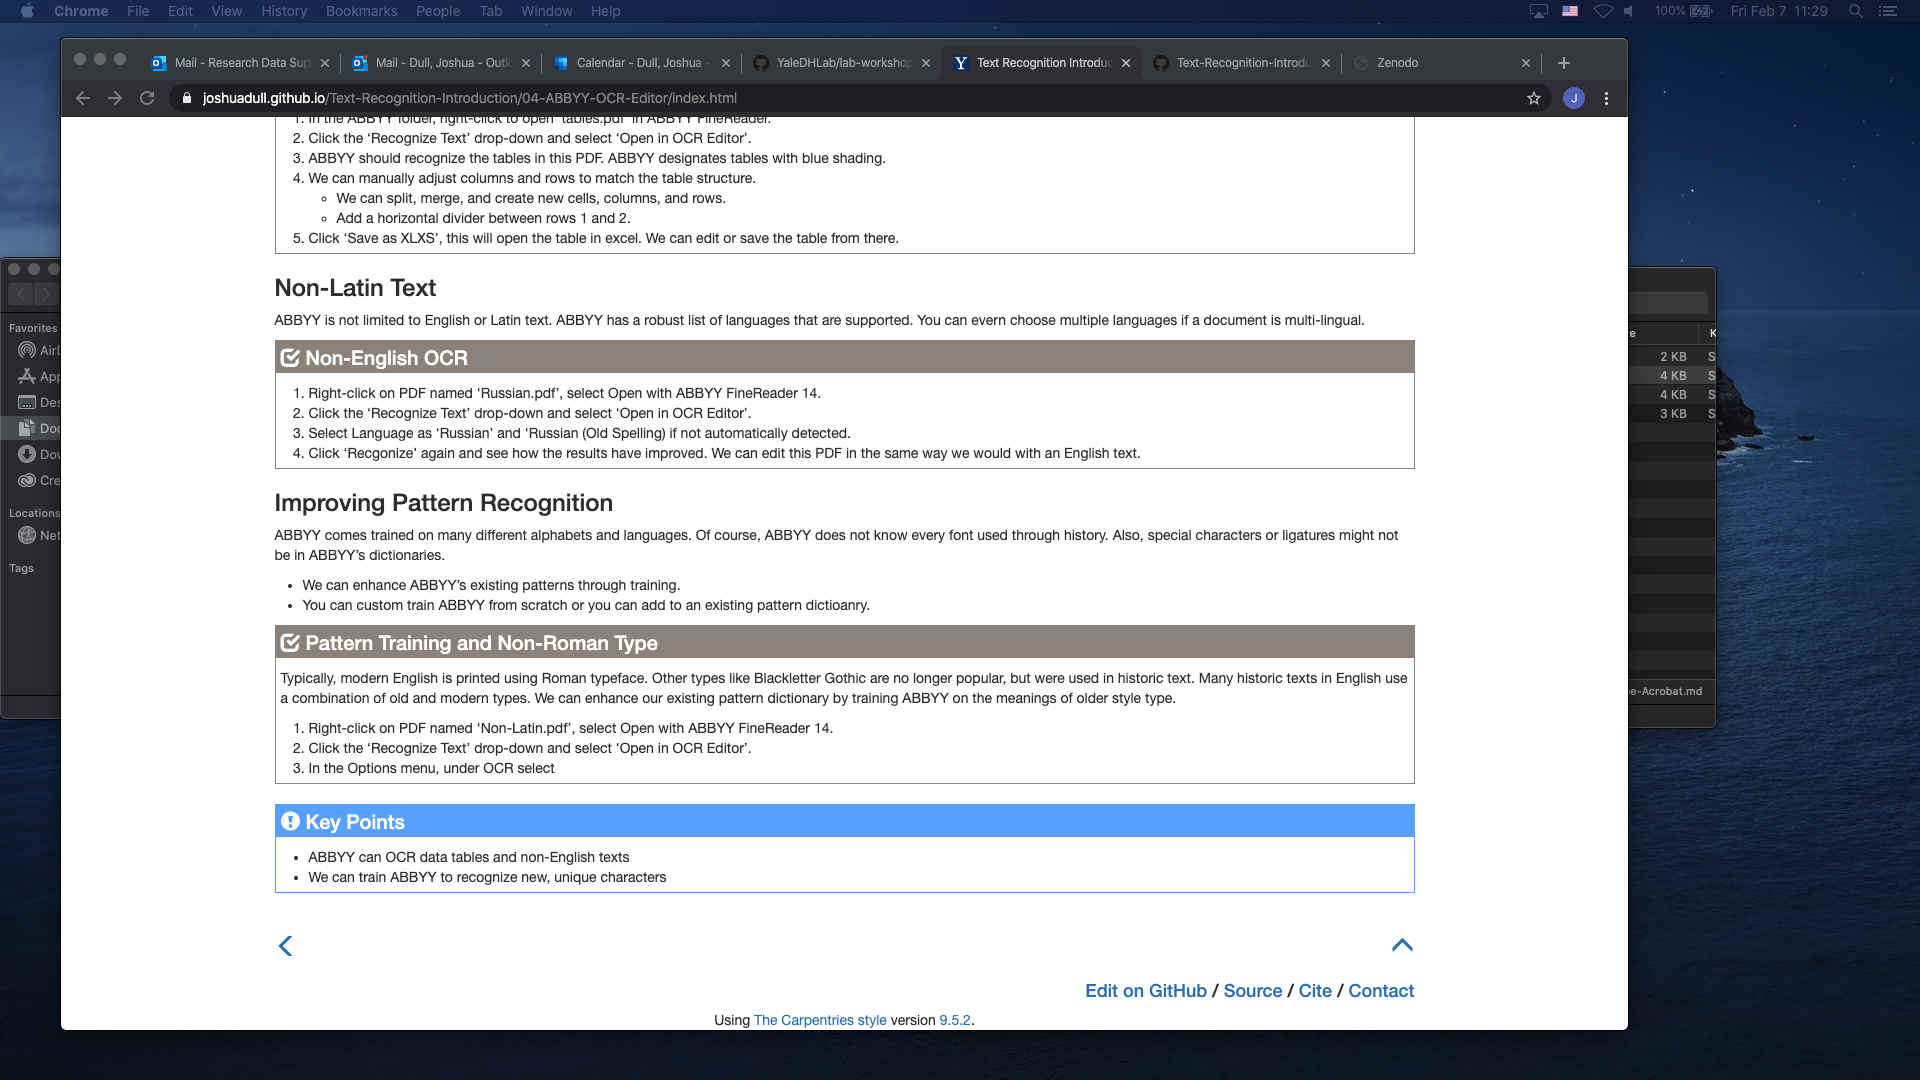 Chrome File Edit View History Bookmarks People Tab Window Help
100% Fri Feb 7 11:29
Mail - Research Data Sup
Mail - Dull, Joshua - Outlo
Calendar - Dull, Joshua -
YaleDHLab/lab-workshop
Text Recognition Introduc
Text-Recognition-Introdu
Zenodo
joshuadull.github.io/Text-Recognition-Introduction/04-ABBYY-OCR-Editor/index.html
J
1. In the ABBYY folder, right-click to open 'tables.pdf' in ABBYY FineReader.
2. Click the ‘Recognize Text’ drop-down and select ‘Open in OCR Editor’.
3. ABBYY should recognize the tables in this PDF. ABBYY designates tables with blue shading.
4. We can manually adjust columns and rows to match the table structure.
We can split, merge, and create new cells, columns, and rows.
Add a horizontal divider between rows 1 and 2.
5. Click ‘Save as XLXS’, this will open the table in excel. We can edit or save the table from there.
Non-Latin Text
ABBYY is not limited to English or Latin text. ABBYY has a robust list of languages that are supported. You can evern choose multiple languages if a document is multi-lingual.
Non-English OCR
1. Right-click on PDF named ‘Russian.pdf’, select Open with ABBYY FineReader 14.
2. Click the ‘Recognize Text’ drop-down and select ‘Open in OCR Editor’.
3. Select Language as ‘Russian’ and ‘Russian (Old Spelling) if not automatically detected.
4. Click ‘Recgonize’ again and see how the results have improved. We can edit this PDF in the same way we would with an English text.
Improving Pattern Recognition
ABBYY comes trained on many different alphabets and languages. Of course, ABBYY does not know every font used through history. Also, special characters or ligatures might not
be in ABBYY’s dictionaries.
We can enhance ABBYY’s existing patterns through training.
You can custom train ABBYY from scratch or you can add to an existing pattern dictioanry.
Pattern Training and Non-Roman Type
Typically, modern English is printed using Roman typeface. Other types like Blackletter Gothic are no longer popular, but were used in historic text. Many historic texts in English use
a combination of old and modern types. We can enhance our existing pattern dictionary by training ABBYY on the meanings of older style type.
1. Right-click on PDF named ‘Non-Latin.pdf’, select Open with ABBYY FineReader 14.
2. Click the ‘Recognize Text’ drop-down and select ‘Open in OCR Editor’.
3. In the Options menu, under OCR select
Key Points
ABBYY can OCR data tables and non-English texts
We can train ABBYY to recognize new, unique characters
Edit on GitHub / Source / Cite / Contact
Using The Carpentries style version 9.5.2.
Favorites
AirD
App
Des
Doc
Dow
Cre
Locations
Net
Tags
e K
2 KB S
4 KB S
4 KB S
3 KB S
e-Acrobat.md